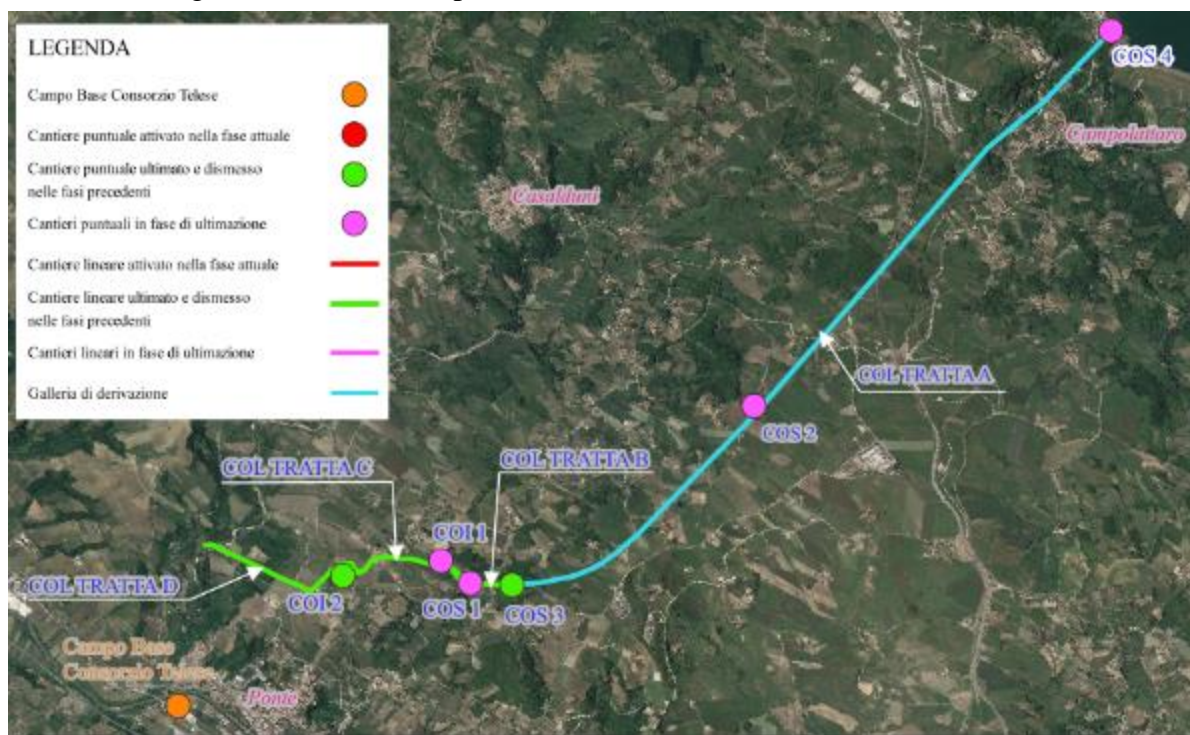 LEGENDA
Campo Base Consorzio Telese
Cantiere puntuale attivato nella fase attuale
Cantiere puntuale ultimato e dismesso
nelle fasi precedenti
Cantieri puntuali in fase di ultimazione
Cantiere lineare attivato nella fase attuale
Cantiere lineare ultimato e dismesso
nelle fasi precedenti
Cantieri lineari in fase di ultimazione
Galleria di derivazione
COS 4
Campolattaro
Casalduni
COL TRATTA A
COS 2
COL TRATTA C
COL TRATTA B
COI 1
COL TRATTA D
COI 2
COS 1
COS 3
Campo Base
Consorzio Telese
Ponte